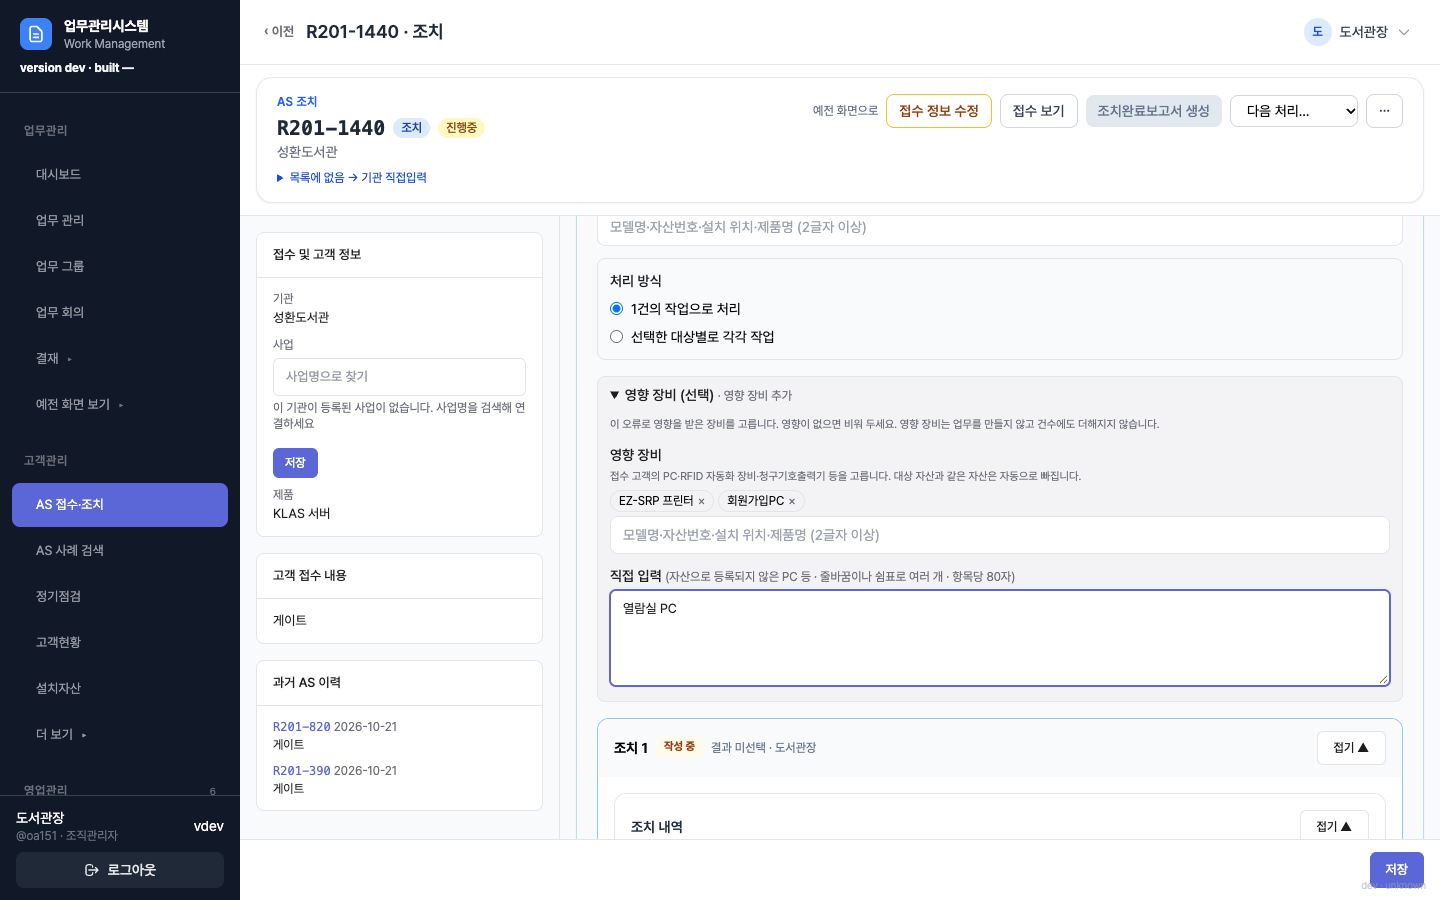 업무관리시스템
Work Management
version dev · built —
업무관리
대시보드
업무 관리
업무 그룹
업무 회의
결재 ▸
예전 화면 보기 ▸
고객관리
AS 접수·조치
AS 사례 검색
정기점검
고객현황
설치자산
더 보기 ▸
영업관리 6
도서관장
@oa151 · 조직관리자
vdev
로그아웃
‹ 이전
R201-1440 · 조치
도 도서관장
AS 조치
R201-1440 조치 진행중
성환도서관
▶ 목록에 없음 → 기관 직접입력
예전 화면으로
접수 정보 수정
접수 보기
조치완료보고서 생성
다음 처리...
···
접수 및 고객 정보
기관
성환도서관
사업
사업명으로 찾기
이 기관이 등록된 사업이 없습니다. 사업명을 검색해 연
결하세요
저장
제품
KLAS 서버
고객 접수 내용
게이트
과거 AS 이력
R201-820 2026-10-21
게이트
R201-390 2026-10-21
게이트
모델명·자산번호·설치 위치·제품명 (2글자 이상)
처리 방식
1건의 작업으로 처리
선택한 대상별로 각각 작업
▼ 영향 장비 (선택) · 영향 장비 추가
이 오류로 영향을 받은 장비를 고릅니다. 영향이 없으면 비워 두세요. 영향 장비는 업무를 만들지 않고 건수에도 더해지지 않습니다.
영향 장비
접수 고객의 PC·RFID 자동화 장비·청구기호출력기 등을 고릅니다. 대상 자산과 같은 자산은 자동으로 빠집니다.
EZ-SRP 프린터 × 회원가입PC ×
모델명·자산번호·설치 위치·제품명 (2글자 이상)
직접 입력 (자산으로 등록되지 않은 PC 등 · 줄바꿈이나 쉼표로 여러 개 · 항목당 80자)
열람실 PC
조치 1 작성 중 결과 미선택 · 도서관장
접기 ▲
조치 내역
접기 ▲
저장
dev · unknown